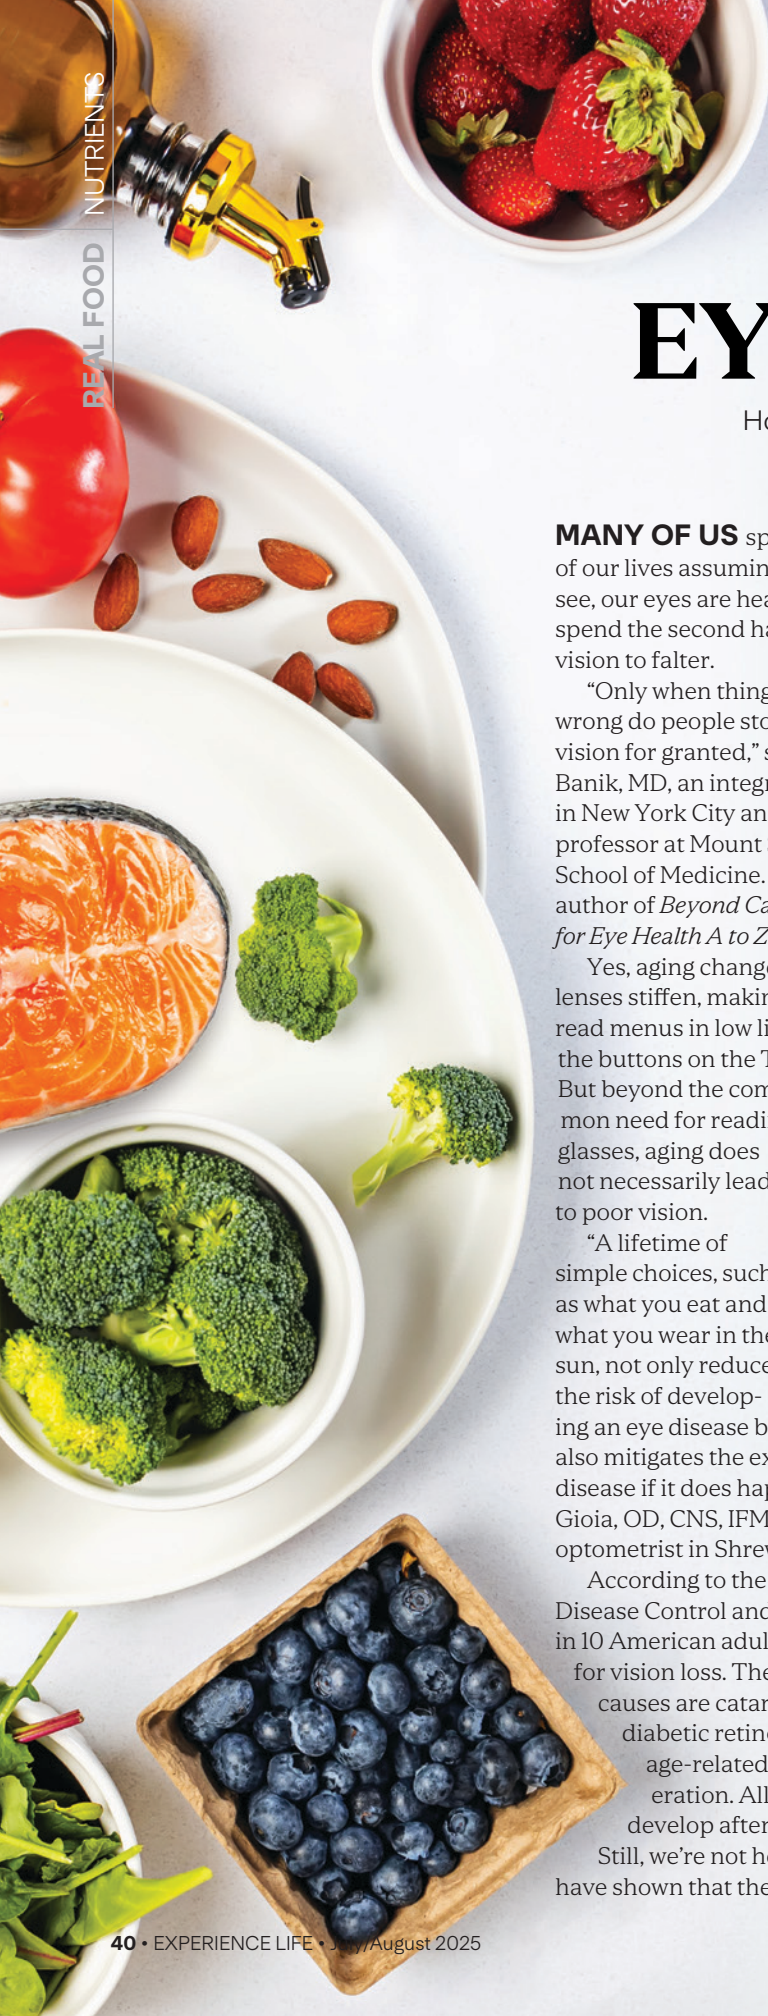 NUTRIENTS
REAL FOOD
EY
Ho
MANY OF US sp
of our lives assumin
see, our eyes are hea
spend the second ha
vision to falter.
“Only when thing
wrong do people sto
vision for granted,” s
Banik, MD, an integr
in New York City an
professor at Mount S
School of Medicine.
author of Beyond Ca
for Eye Health A to Z
Yes, aging change
lenses stiffen, makin
read menus in low li
the buttons on the T
But beyond the com
mon need for readi
glasses, aging does
not necessarily lead
to poor vision.
“A lifetime of
simple choices, such
as what you eat and
what you wear in the
sun, not only reduce
the risk of develop-
ing an eye disease b
also mitigates the ex
disease if it does hap
Gioia, OD, CNS, IFM
optometrist in Shrew
According to the
Disease Control and
in 10 American adul
for vision loss. The
causes are catar
diabetic retino
age-related
eration. All
develop after
Still, we’re not he
have shown that the
40 • EXPERIENCE LIFE • July/August 2025